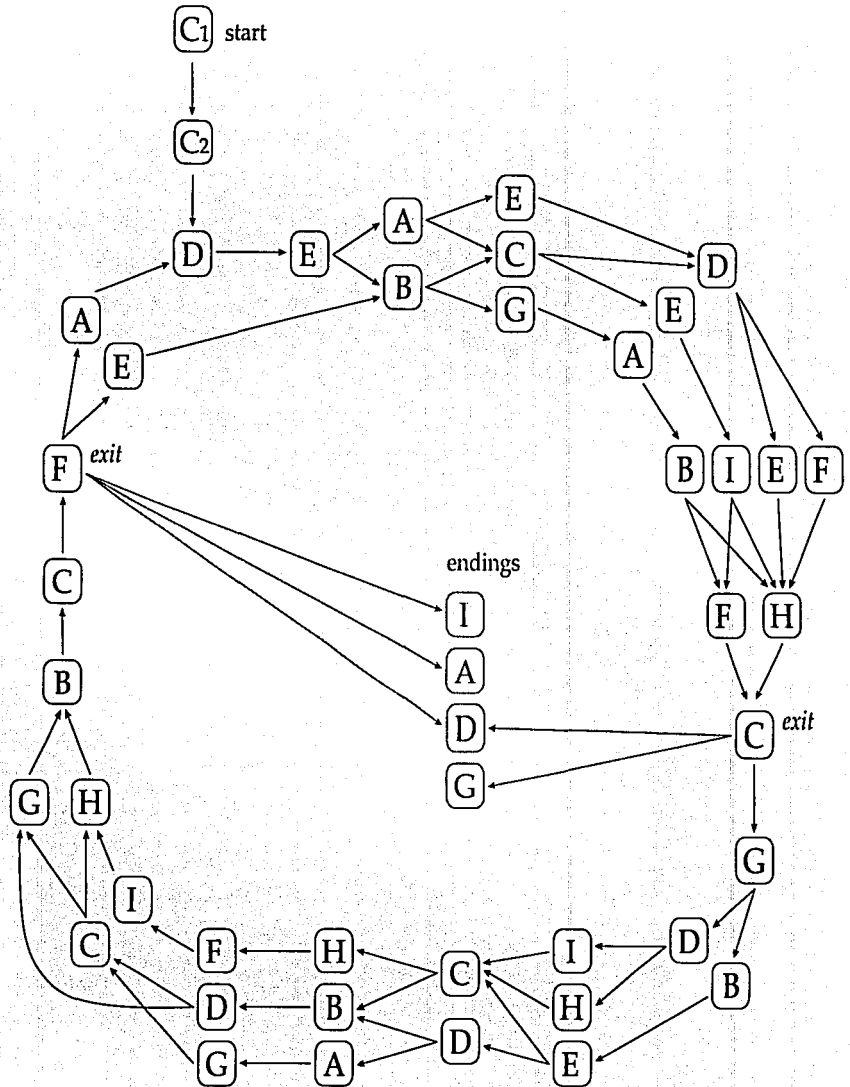 C1 start
C2
A E
D E C D
B
A G E
E A
F exit B I E F
endings
C I F H
A
B D C exit
G H G
G
I
C F H I D
C B
D B H
G A D E